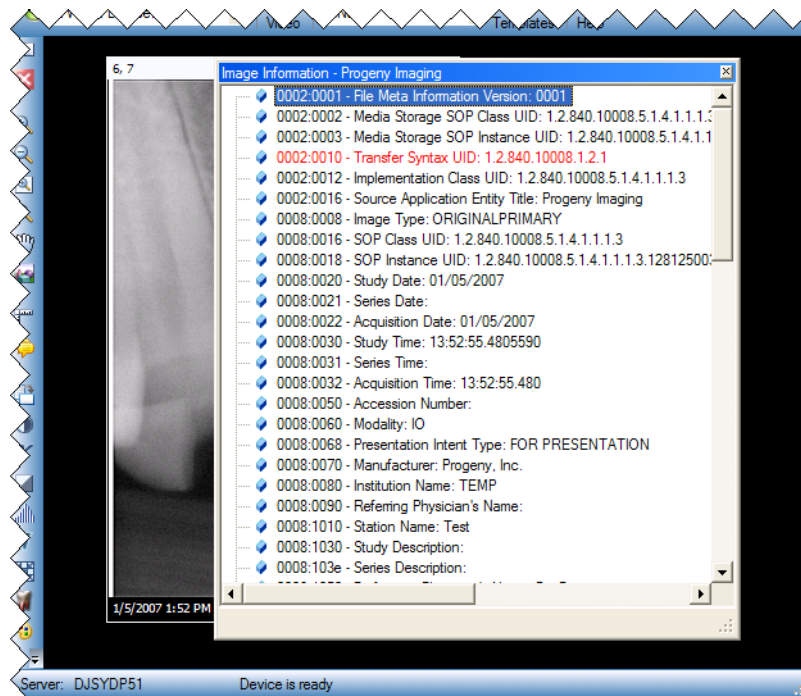 Video
Templates
Help
6, 7
Image Information - Progeny Imaging
0002:0001 - File Meta Information Version: 0001
0002:0002 - Media Storage SOP Class UID: 1.2.840.10008.5.1.4.1.1.1.3
0002:0003 - Media Storage SOP Instance UID: 1.2.840.10008.5.1.4.1.1
0002:0010 - Transfer Syntax UID: 1.2.840.10008.1.2.1
0002:0012 - Implementation Class UID: 1.2.840.10008.5.1.4.1.1.1.3
0002:0016 - Source Application Entity Title: Progeny Imaging
0008:0008 - Image Type: ORIGINALPRIMARY
0008:0016 - SOP Class UID: 1.2.840.10008.5.1.4.1.1.1.3
0008:0018 - SOP Instance UID: 1.2.840.10008.5.1.4.1.1.1.3.128125003
0008:0020 - Study Date: 01/05/2007
0008:0021 - Series Date:
0008:0022 - Acquisition Date: 01/05/2007
0008:0030 - Study Time: 13:52:55.4805590
0008:0031 - Series Time:
0008:0032 - Acquisition Time: 13:52:55.480
0008:0050 - Accession Number:
0008:0060 - Modality: IO
0008:0068 - Presentation Intent Type: FOR PRESENTATION
0008:0070 - Manufacturer: Progeny, Inc.
0008:0080 - Institution Name: TEMP
0008:0090 - Referring Physician's Name:
0008:1010 - Station Name: Test
0008:1030 - Study Description:
0008:103e - Series Description:
1/5/2007 1:52 PM
Server: DJSYDP51
Device is ready